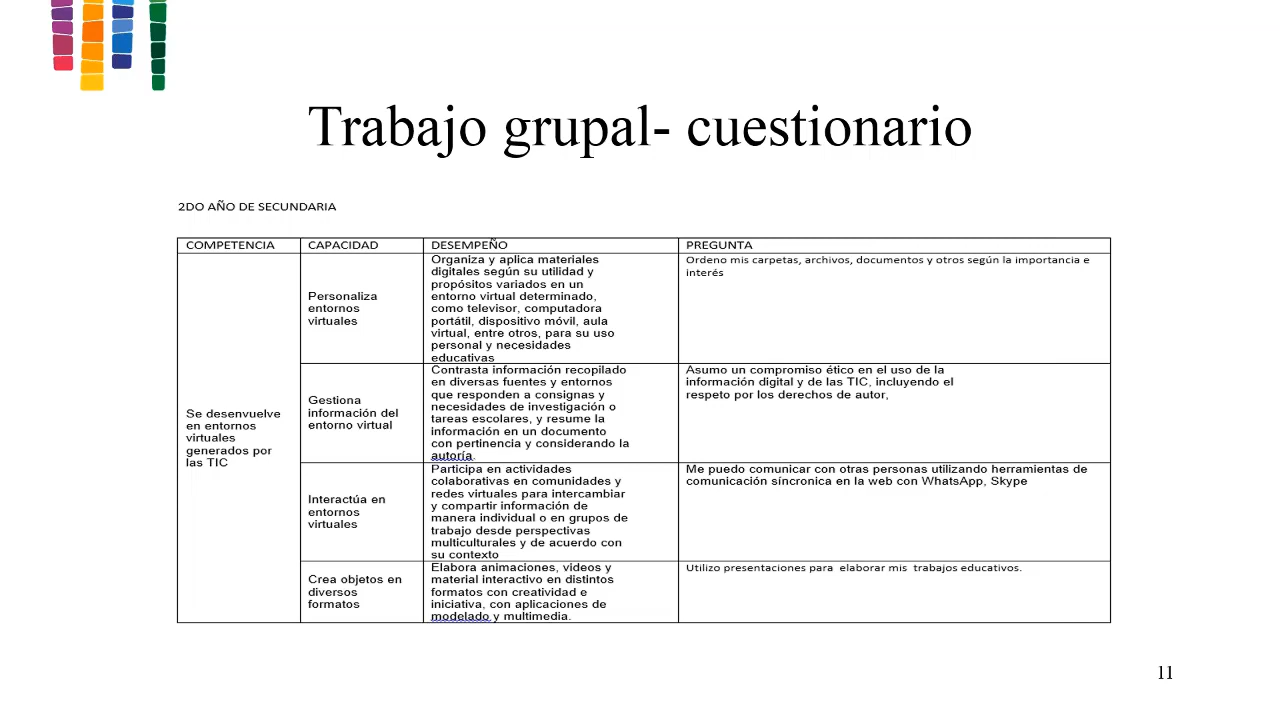 Trabajo grupal- cuestionario
2DO AÑO DE SECUNDARIA
COMPETENCIA
CAPACIDAD
DESEMPEÑO
PREGUNTA
Se desenvuelve
en entornos
virtuales
generados por
las TIC
Personaliza
entornos
virtuales
Organiza y aplica materiales
digitales según su utilidad y
propósitos variados en un
entorno virtual determinado,
como televisor, computadora
portátil, dispositivo móvil, aula
virtual, entre otros, para su uso
personal y necesidades
educativas
Ordeno mis carpetas, archivos, documentos y otros según la importancia e
interés
Gestiona
información del
entorno virtual
Contrasta información recopilado
en diversas fuentes y entornos
que responden a consignas y
necesidades de investigación o
tareas escolares, y resume la
información en un documento
con pertinencia y considerando la
autoría.
Asumo un compromiso ético en el uso de la
información digital y de las TIC, incluyendo el
respeto por los derechos de autor,
Interactúa en
entornos
virtuales
Participa en actividades
colaborativas en comunidades y
redes virtuales para intercambiar
y compartir información de
manera individual o en grupos de
trabajo desde perspectivas
multiculturales y de acuerdo con
su contexto
Me puedo comunicar con otras personas utilizando herramientas de
comunicación síncronica en la web con WhatsApp, Skype
Crea objetos en
diversos
formatos
Elabora animaciones, videos y
material interactivo en distintos
formatos con creatividad e
iniciativa, con aplicaciones de
modelado y multimedia.
Utilizo presentaciones para  elaborar mis  trabajos educativos.
11